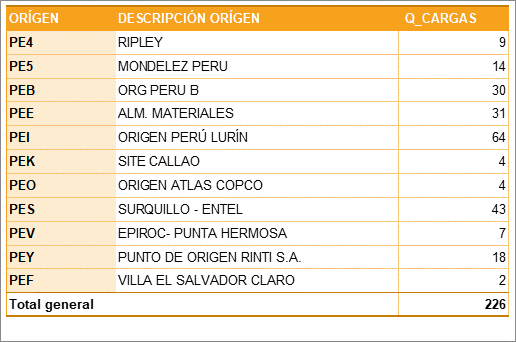 ORÍGEN DESCRIPCIÓN ORÍGEN Q_CARGAS
PE4 RIPLEY 9
PE5 MONDELEZ PERU 14
PEB ORG PERU B 30
PEE ALM. MATERIALES 31
PEI ORIGEN PERÚ LURÍN 64
PEK SITE CALLAO 4
PEO ORIGEN ATLAS COPCO 4
PES SURQUILLO - ENTEL 43
PEV EPIROC- PUNTA HERMOSA 7
PEY PUNTO DE ORIGEN RINTI S.A. 18
PEF VILLA EL SALVADOR CLARO 2
Total general 226